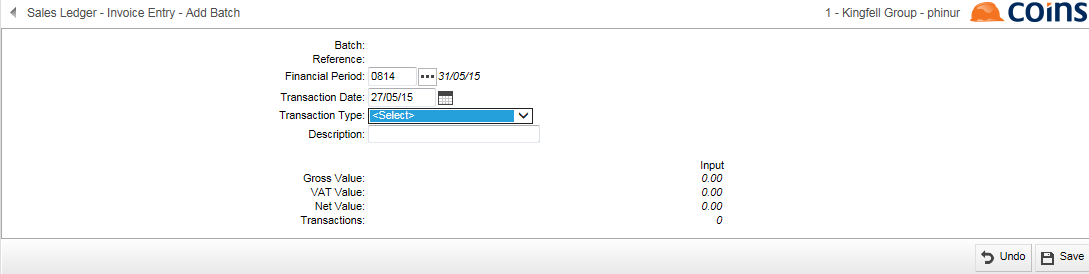 Sales Ledger - Invoice Entry - Add Batch
1 - Kingfell Group - phinur
coins
Batch:
Reference:
Financial Period: 0814 ... 31/05/15
Transaction Date: 27/05/15
Transaction Type: <Select>
Description:
Input
Gross Value: 0.00
VAT Value: 0.00
Net Value: 0.00
Transactions: 0
Undo Save